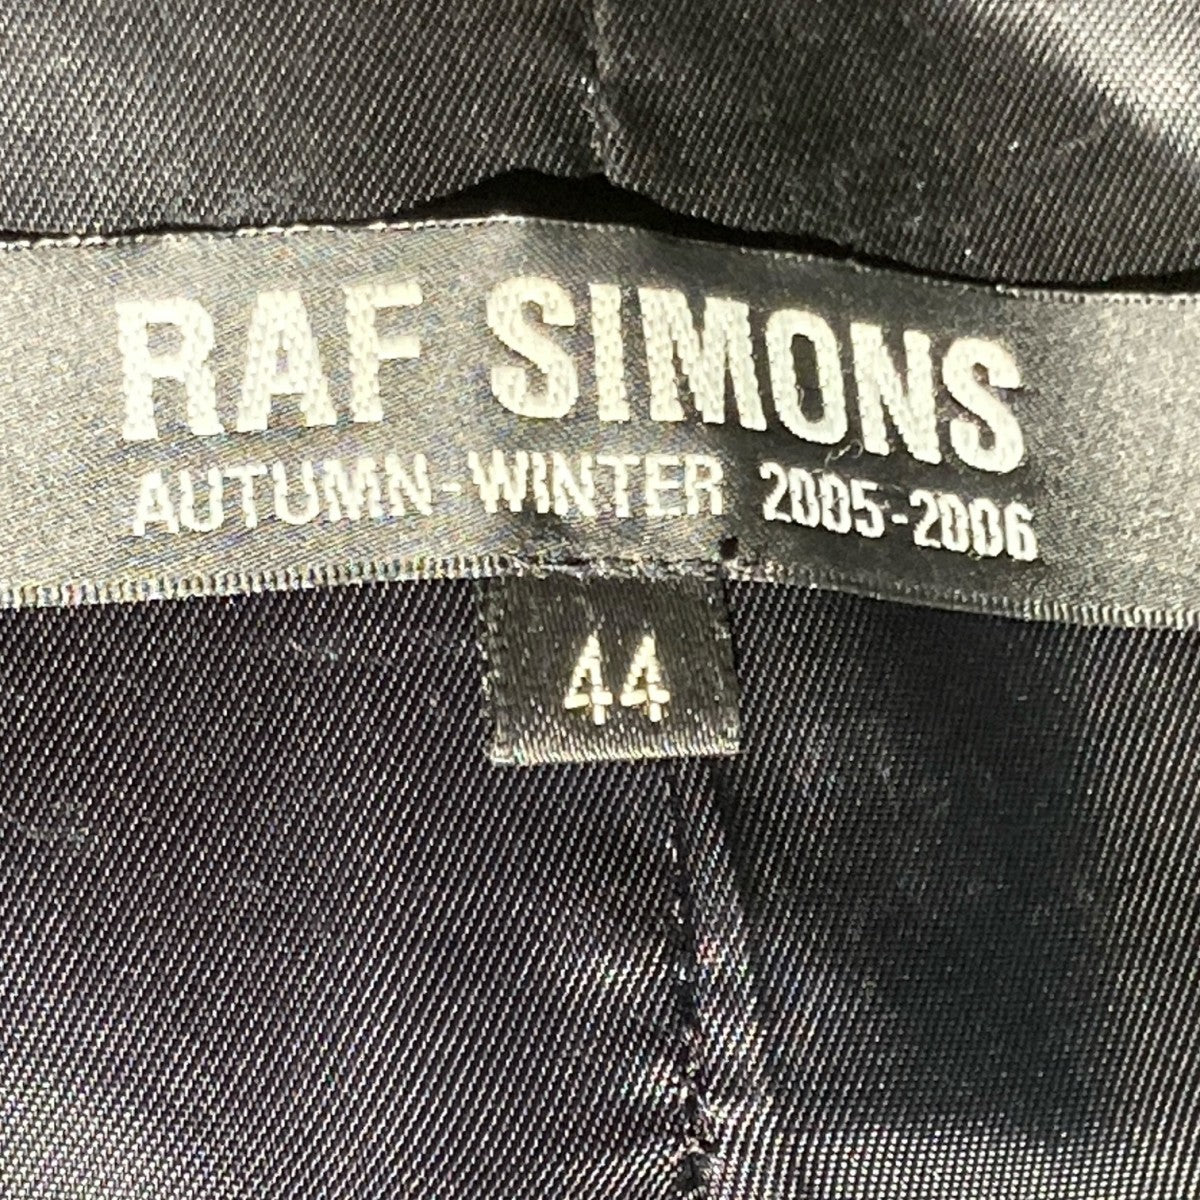 RAF SIMONS
AUTUMN-WINTER 2005-2006
44